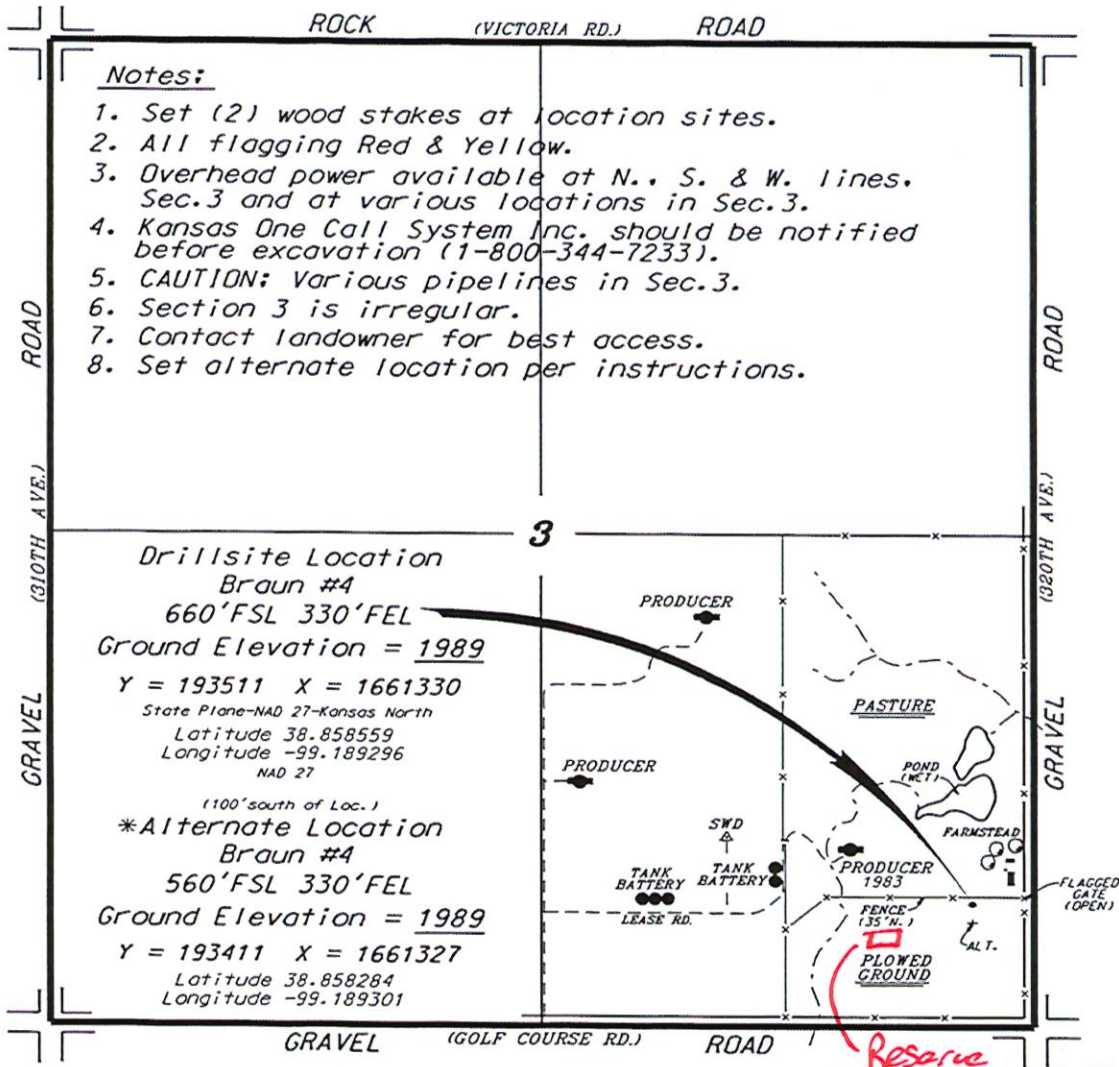 ROCK (VICTORIA RD.) ROAD
Notes:
1. Set (2) wood stakes at location sites.
2. All flagging Red & Yellow.
3. Overhead power available at N., S. & W. lines.
Sec.3 and at various locations in Sec.3.
4. Kansas One Call System Inc. should be notified
before excavation (1-800-344-7233).
5. CAUTION: Various pipelines in Sec.3.
6. Section 3 is irregular.
7. Contact landowner for best access.
8. Set alternate location per instructions.
GRAVEL (310TH AVE.) ROAD
GRAVEL (320TH AVE.) ROAD
3
Drillsite Location
Braun #4
660'FSL 330'FEL
Ground Elevation = 1989
Y = 193511 X = 1661330
State Plane-NAD 27-Kansas North
Latitude 38.858559
Longitude -99.189296
NAD 27
(100'south of Loc.)
*Alternate Location
Braun #4
560'FSL 330'FEL
Ground Elevation = 1989
Y = 193411 X = 1661327
Latitude 38.858284
Longitude -99.189301
PRODUCER
PASTURE
PRODUCER
POND
(WET)
FARMSTEAD
SWD
TANK
BATTERY
TANK
BATTERY
PRODUCER
1983
LEASE RD.
FLAGGED
GATE
(OPEN)
FENCE
(35'N.)
ALT.
PLOWED
GROUND
GRAVEL (GOLF COURSE RD.) ROAD
Reserve